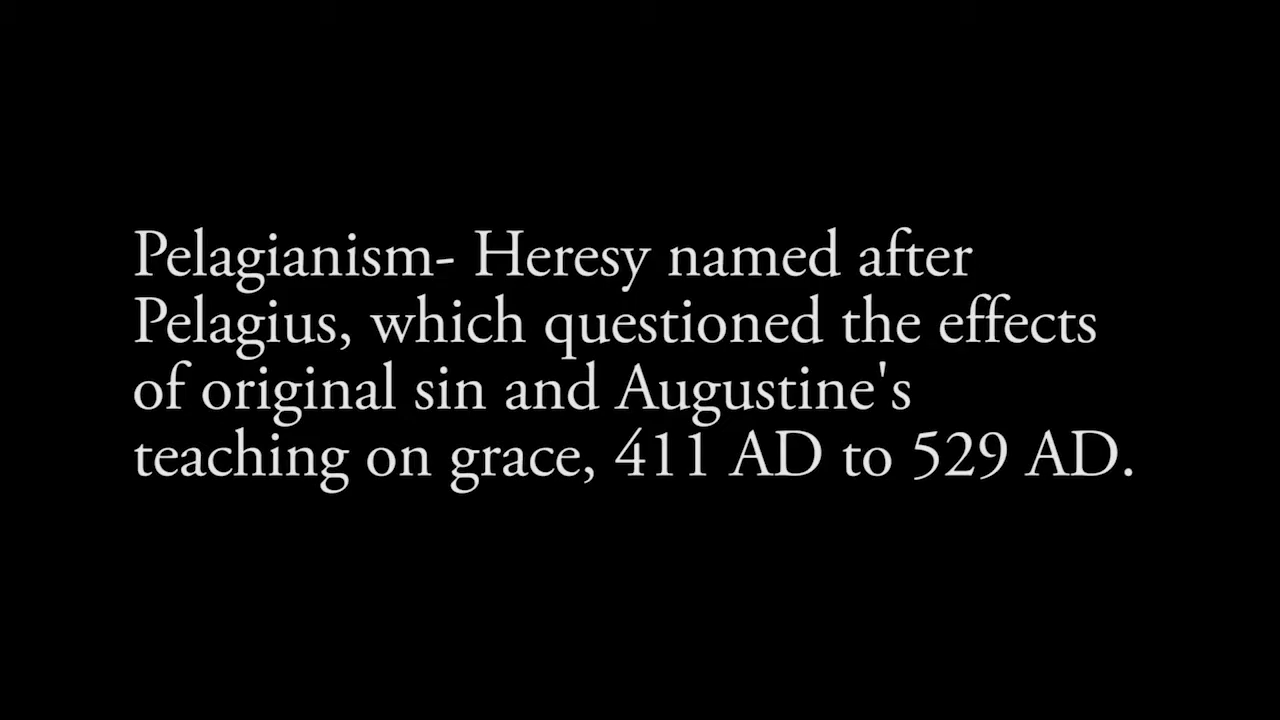 Pelagianism- Heresy named after
Pelagius, which questioned the effects
of original sin and Augustine's
teaching on grace, 411 AD to 529 AD.